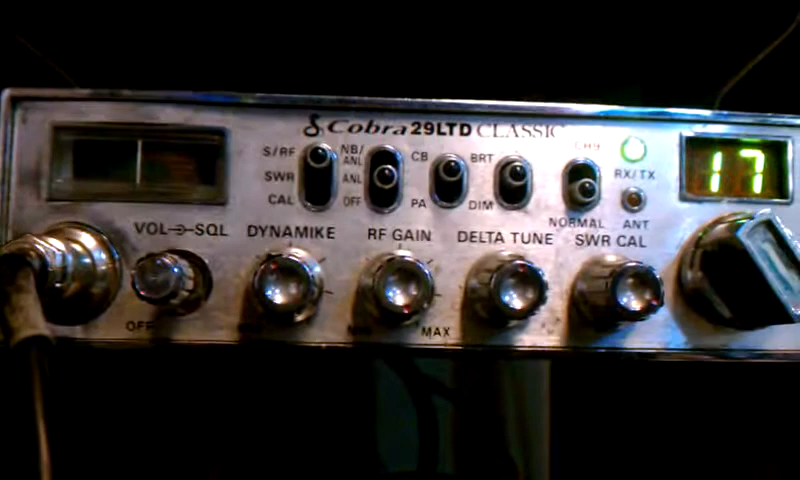 Cobra 29LTD CLASSIC
S/RF NB/ANL CB BRT CH9
SWR ANL RX/TX
CAL OFF PA DIM
NORMAL ANT
VOL SQL DYNAMIKE RF GAIN DELTA TUNE SWR CAL
OFF MAX
17